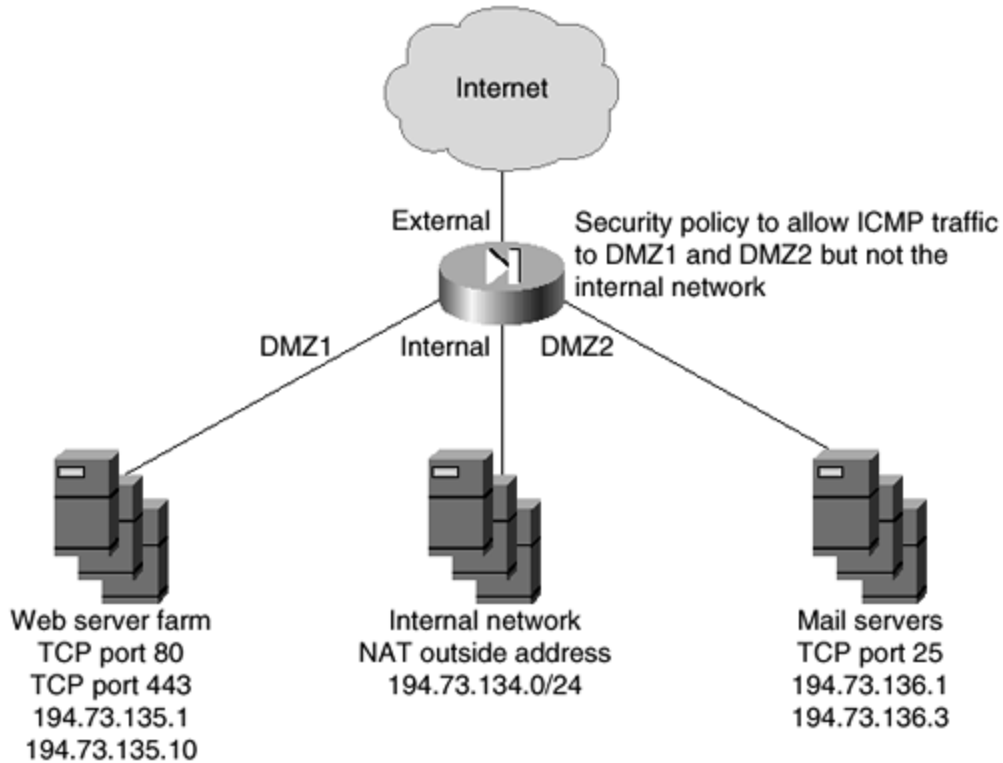 Internet
External
Security policy to allow ICMP traffic
to DMZ1 and DMZ2 but not the
internal network
DMZ1
Internal
DMZ2
Web server farm
TCP port 80
TCP port 443
194.73.135.1
194.73.135.10
Internal network
NAT outside address
194.73.134.0/24
Mail servers
TCP port 25
194.73.136.1
194.73.136.3